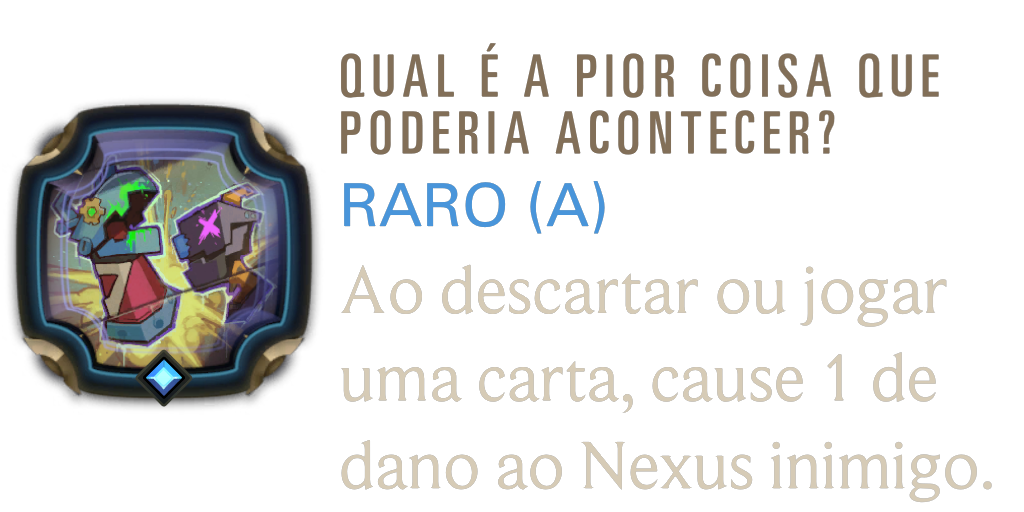 QUAL É A PIOR COISA QUE
PODERIA ACONTECER?
RARO (A)
Ao descartar ou jogar
uma carta, cause 1 de
dano ao Nexus inimigo.